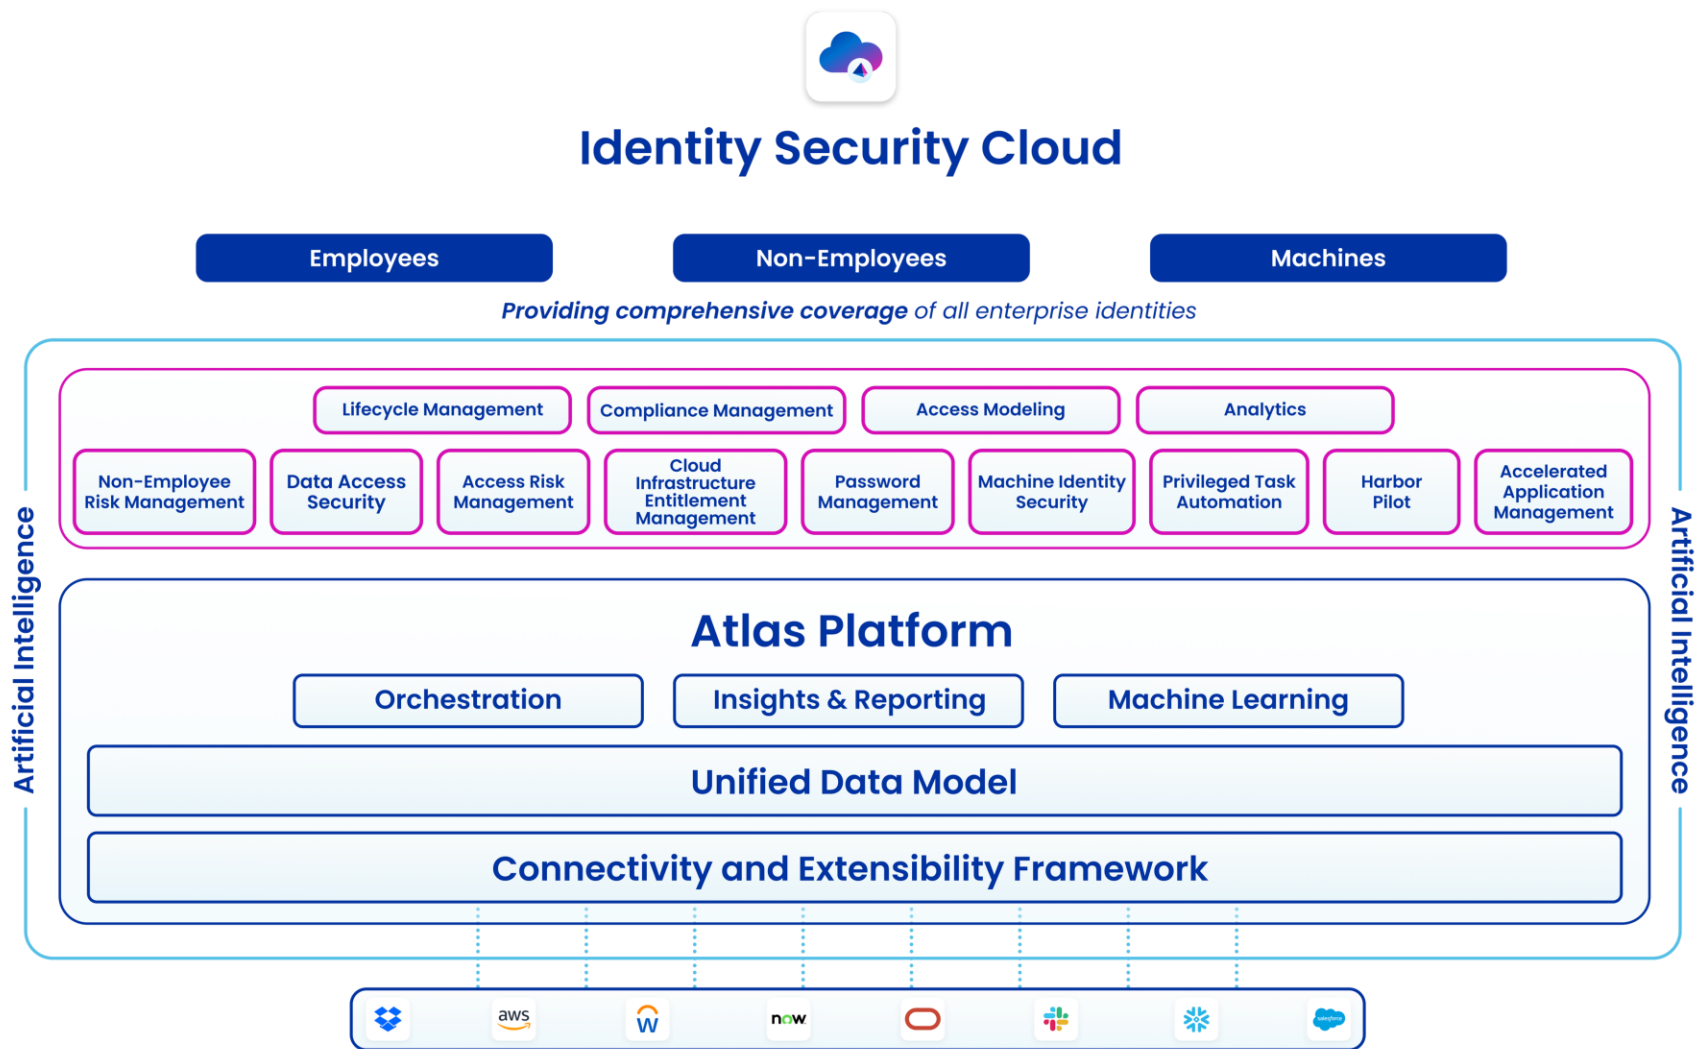 Identity Security Cloud
Employees
Non-Employees
Machines
Providing comprehensive coverage of all enterprise identities
Lifecycle Management
Compliance Management
Access Modeling
Analytics
Non-Employee
Risk Management
Data Access
Security
Access Risk
Management
Cloud
Infrastructure
Entitlement
Management
Password
Management
Machine Identity
Security
Privileged Task
Automation
Harbor
Pilot
Accelerated
Application
Management
Artificial Intelligence
Artificial Intelligence
Atlas Platform
Orchestration
Insights & Reporting
Machine Learning
Unified Data Model
Connectivity and Extensibility Framework
aws
W
now
salesforce